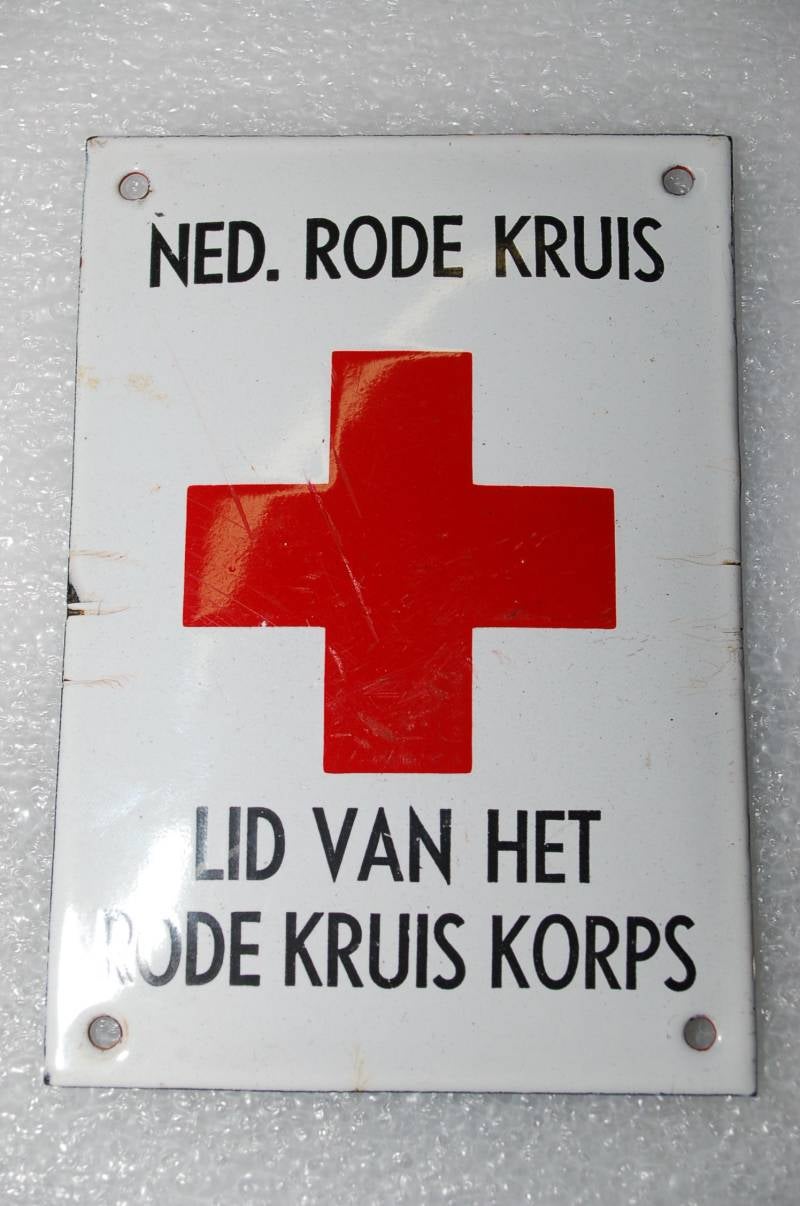 NED. RODE KRUIS
LID VAN HET
RODE KRUIS KORPS